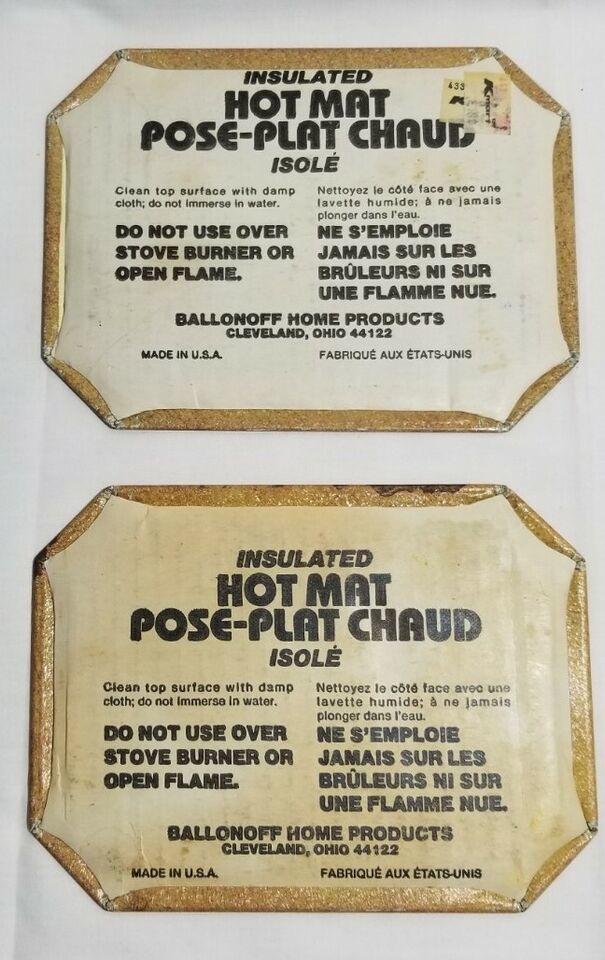 INSULATED
HOT MAT
POSE-PLAT CHAUD
ISOLÉ
433
Kmart
Clean top surface with damp
cloth; do not immerse in water.
DO NOT USE OVER
STOVE BURNER OR
OPEN FLAME.
Nettoyez le côté face avec une
lavette humide; à ne jamais
plonger dans l'eau.
NE S'EMPLOIE
JAMAIS SUR LES
BRÛLEURS NI SUR
UNE FLAMME NUE.
BALLONOFF HOME PRODUCTS
CLEVELAND, OHIO 44122
MADE IN U.S.A.
FABRIQUÉ AUX ÉTATS-UNIS
INSULATED
HOT MAT
POSE-PLAT CHAUD
ISOLÉ
Clean top surface with damp
cloth; do not immerse in water.
DO NOT USE OVER
STOVE BURNER OR
OPEN FLAME.
Nettoyez le côté face avec une
lavette humide; à ne jamais
plonger dans l'eau.
NE S'EMPLOIE
JAMAIS SUR LES
BRÛLEURS NI SUR
UNE FLAMME NUE.
BALLONOFF HOME PRODUCTS
CLEVELAND, OHIO 44122
MADE IN U.S.A.
FABRIQUÉ AUX ÉTATS-UNIS